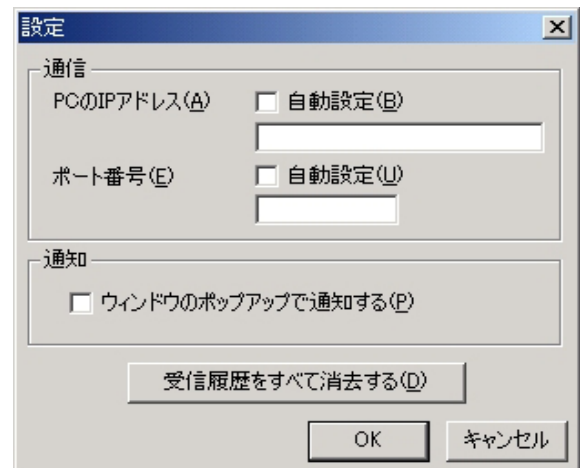 設定
通信
PCのIPアドレス(A) 自動設定(B)
ポート番号(E) 自動設定(U)
通知
ウィンドウのポップアップで通知する(P)
受信履歴をすべて消去する(D)
OK キャンセル